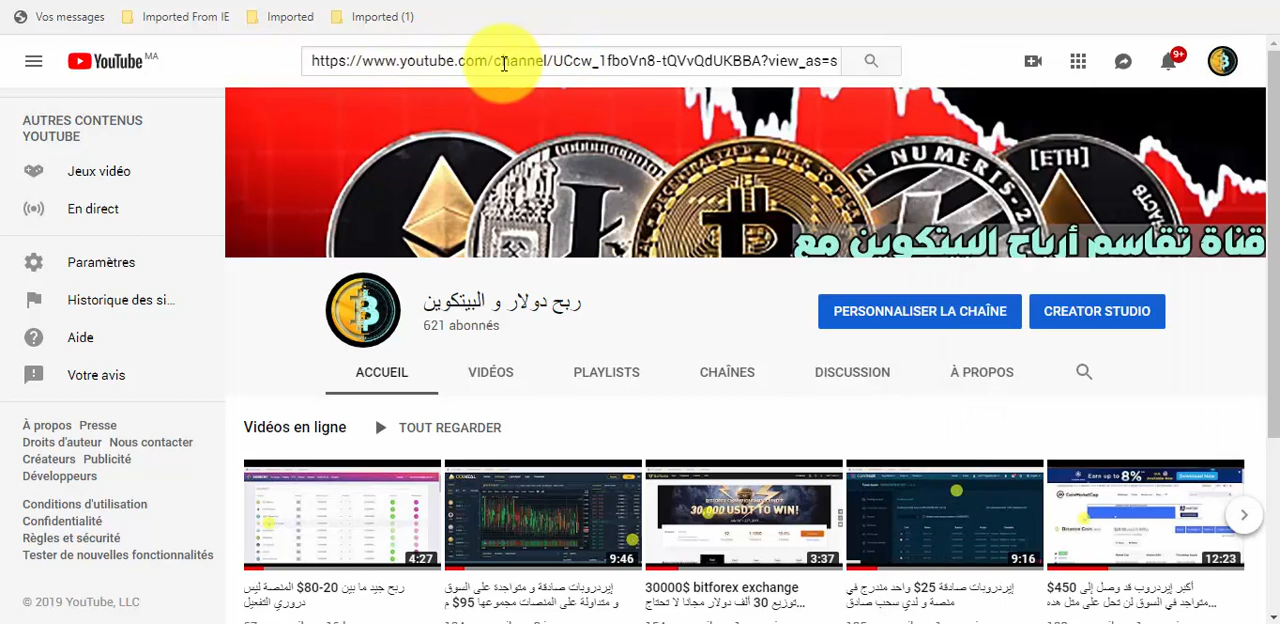 Vos messages
Imported From IE
Imported
Imported (1)
YouTube MA
https://www.youtube.com/channel/UCcw_1fboVn8-tQVvQdUKBBA?view_as=s
9+
AUTRES CONTENUS
YOUTUBE
Jeux vidéo
En direct
Paramètres
Historique des si...
Aide
Votre avis
À propos Presse
Droits d'auteur Nous contacter
Créateurs Publicité
Développeurs
Conditions d'utilisation
Confidentialité
Règles et sécurité
Tester de nouvelles fonctionnalités
© 2019 YouTube, LLC
DECENTRALIZED
PEER TO PEER
NUMERIS
[ETH]
قناة تقاسم أرباح البيتكوين مع
ربح دولار و البيتكوين
621 abonnés
PERSONNALISER LA CHAÎNE
CREATOR STUDIO
ACCUEIL
VIDÉOS
PLAYLISTS
CHAÎNES
DISCUSSION
À PROPOS
Vidéos en ligne
TOUT REGARDER
4:27
9:46
30,000 USDT TO WIN!
3:37
9:16
Earn up to 8%
CoinMarketCap
12:23
ربح جيد ما بين 20-80$ المنصة ليس
دروري التفعيل
إيردروبات صادقة و متواجدة على السوق
و متداولة على المنصات مجموعها 95$ م
30000$ bitforex exchange
توزيع 30 ألف دولار مجانا لا تحتاج...
إيردروبات صادقة 25$ واحد مندرج في
منصة و لدي سحب صادق
أكبر إيردروب قد وصل إلى 450$
متواجد في السوق لن تحل على مثل هده...